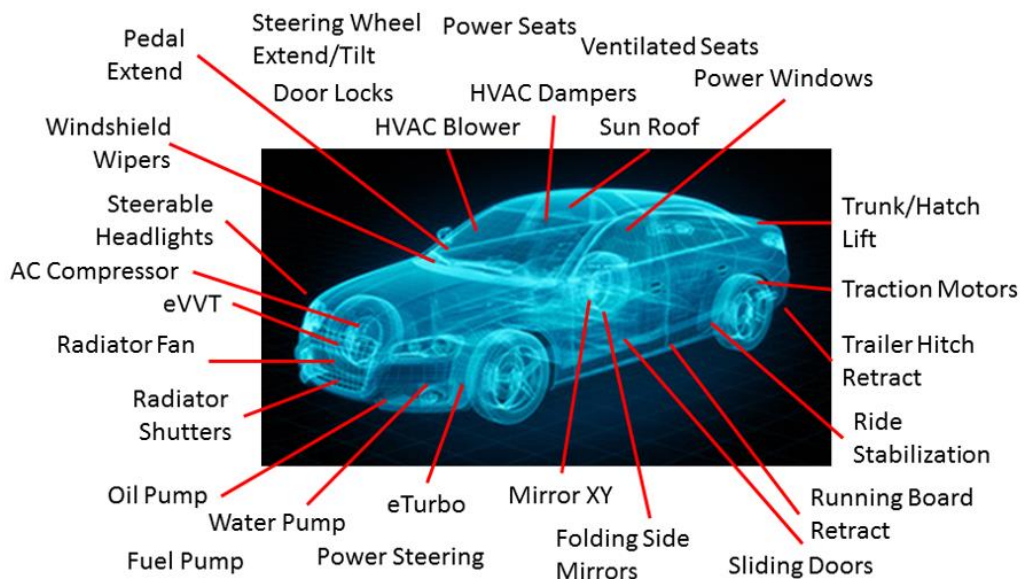 Steering Wheel
Extend/Tilt
Power Seats
Pedal
Extend
Ventilated Seats
Power Windows
Door Locks
HVAC Dampers
HVAC Blower
Sun Roof
Windshield
Wipers
Steerable
Headlights
Trunk/Hatch
Lift
AC Compressor
eVVT
Traction Motors
Radiator Fan
Trailer Hitch
Retract
Radiator
Shutters
Ride
Stabilization
Oil Pump
Water Pump
eTurbo
Mirror XY
Running Board
Retract
Fuel Pump
Power Steering
Folding Side
Mirrors
Sliding Doors